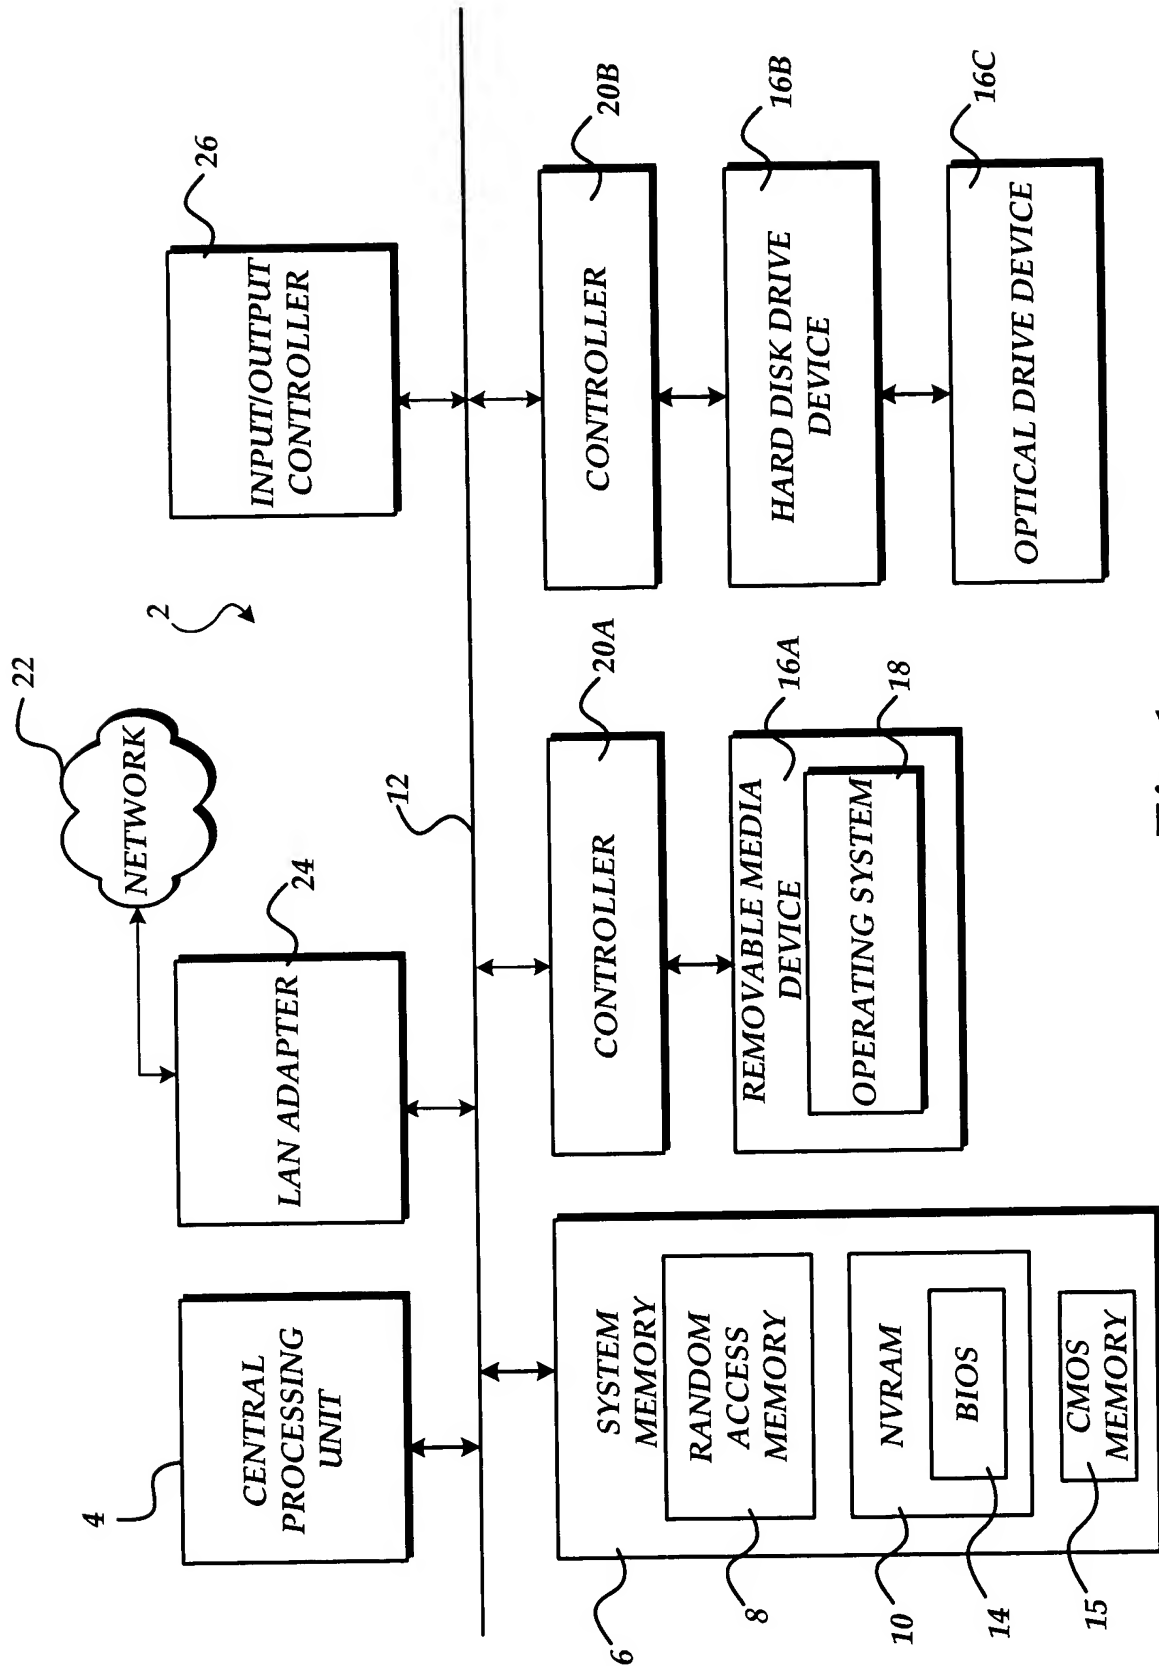 22
NETWORK
4
CENTRAL
PROCESSING
UNIT
LAN ADAPTER
24
2
INPUT/OUTPUT
CONTROLLER
26
12
6
SYSTEM
MEMORY
RANDOM
ACCESS
MEMORY
8
NVRAM
10
BIOS
14
CMOS
MEMORY
15
CONTROLLER
20A
REMOVABLE MEDIA
DEVICE
16A
OPERATING SYSTEM
18
CONTROLLER
20B
HARD DISK DRIVE
DEVICE
16B
OPTICAL DRIVE DEVICE
16C